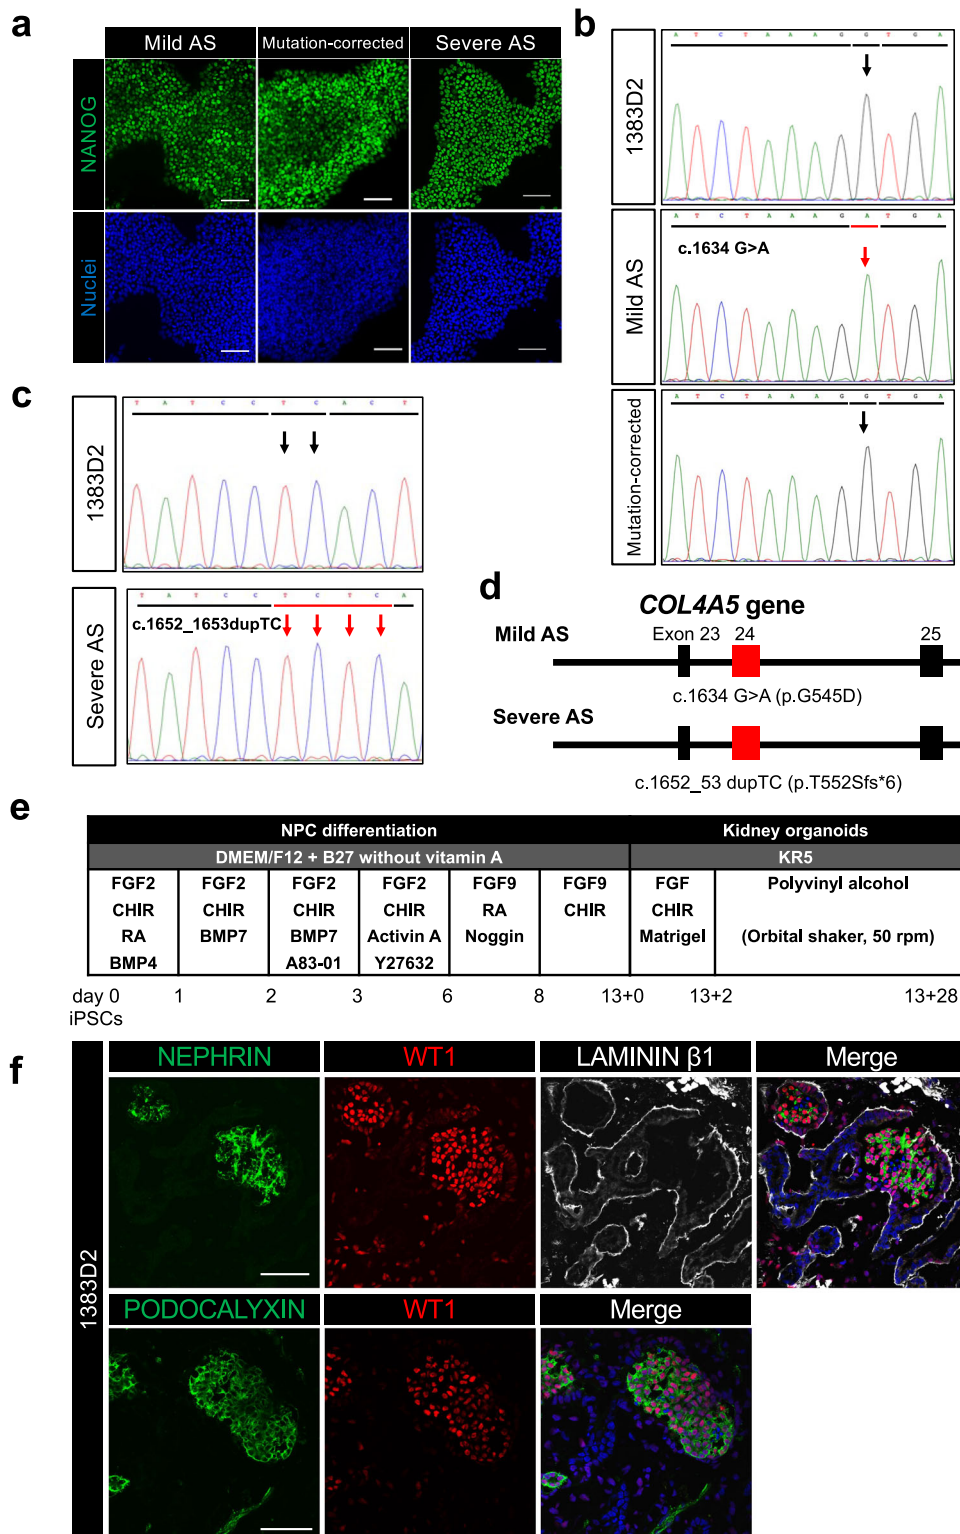 a
Mild AS
Mutation-corrected
Severe AS
NANOG
Nuclei
b
1383D2
A T C T A A A G G T G A
Mild AS
A T C T A A A G A T G A
c.1634 G>A
Mutation-corrected
A T C T A A A G G T G A
c
1383D2
T A T C C T C A C T
Severe AS
T A T C C T C T C A
c.1652_1653dupTC
d
COL4A5 gene
Mild AS
Exon 23 24 25
c.1634 G>A (p.G545D)
Severe AS
c.1652_53 dupTC (p.T552Sfs*6)
e
NPC differentiation
Kidney organoids
DMEM/F12 + B27 without vitamin A
KR5
FGF2 FGF2 FGF2 FGF2 FGF9 FGF9 FGF Polyvinyl alcohol
CHIR CHIR CHIR CHIR RA CHIR CHIR
RA BMP7 BMP7 Activin A Noggin Matrigel (Orbital shaker, 50 rpm)
BMP4 A83-01 Y27632
day 0 1 2 3 6 8 13+0 13+2 13+28
iPSCs
f
1383D2
NEPHRIN
WT1
LAMININ β1
Merge
PODOCALYXIN
WT1
Merge